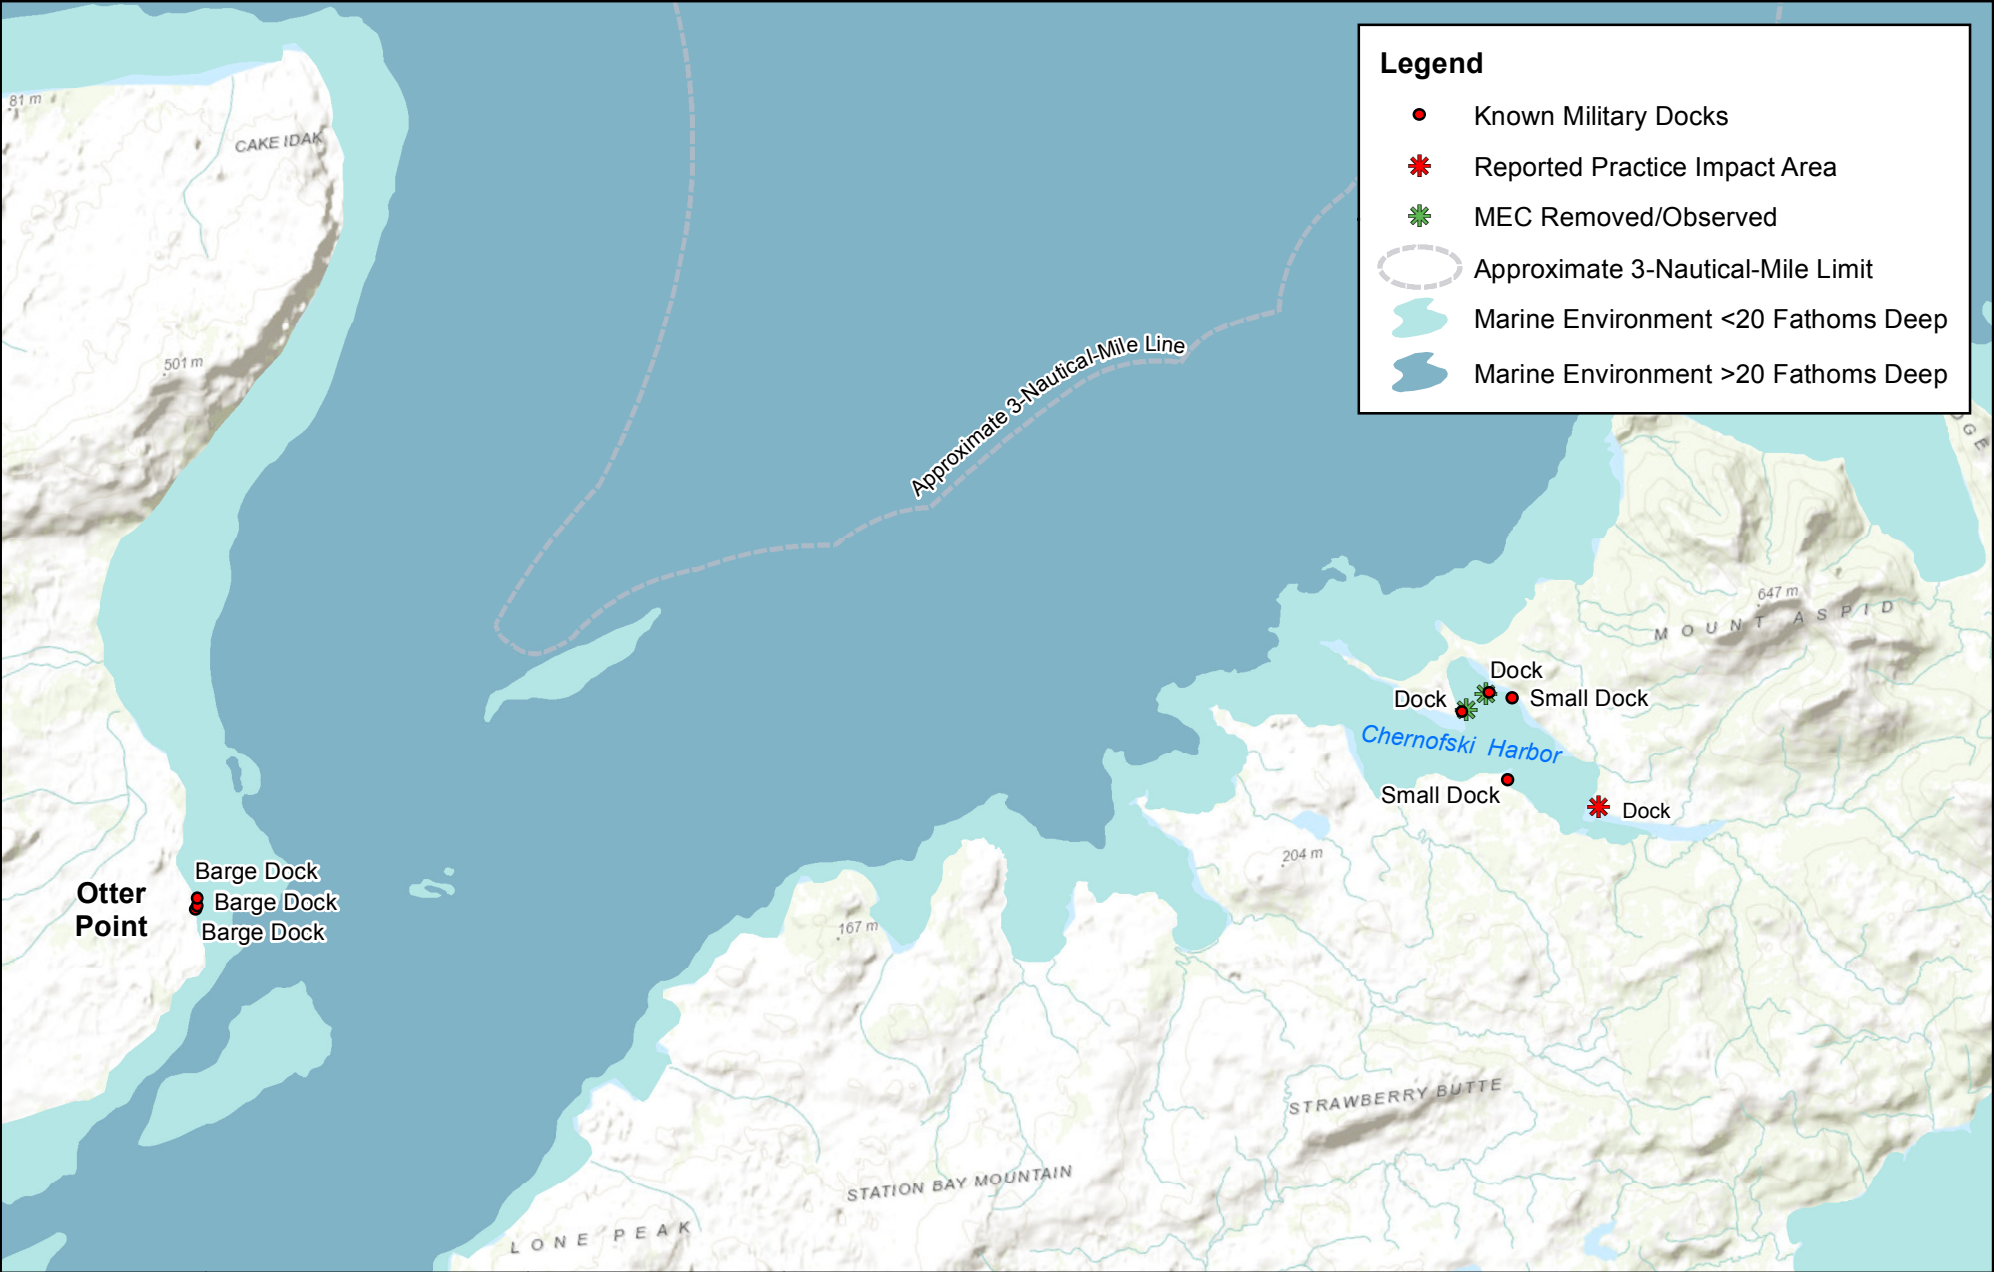 Legend
Known Military Docks
Reported Practice Impact Area
MEC Removed/Observed
Approximate 3-Nautical-Mile Limit
Marine Environment <20 Fathoms Deep
Marine Environment >20 Fathoms Deep
81 m
CAKE IDAK
501 m
Approximate 3-Nautical-Mile Line
647 m
MOUNT ASPID
Dock
Dock
Small Dock
Chernofski Harbor
Small Dock
Dock
204 m
Barge Dock
Otter
Point
Barge Dock
Barge Dock
167 m
STRAWBERRY BUTTE
STATION BAY MOUNTAIN
LONE PEAK